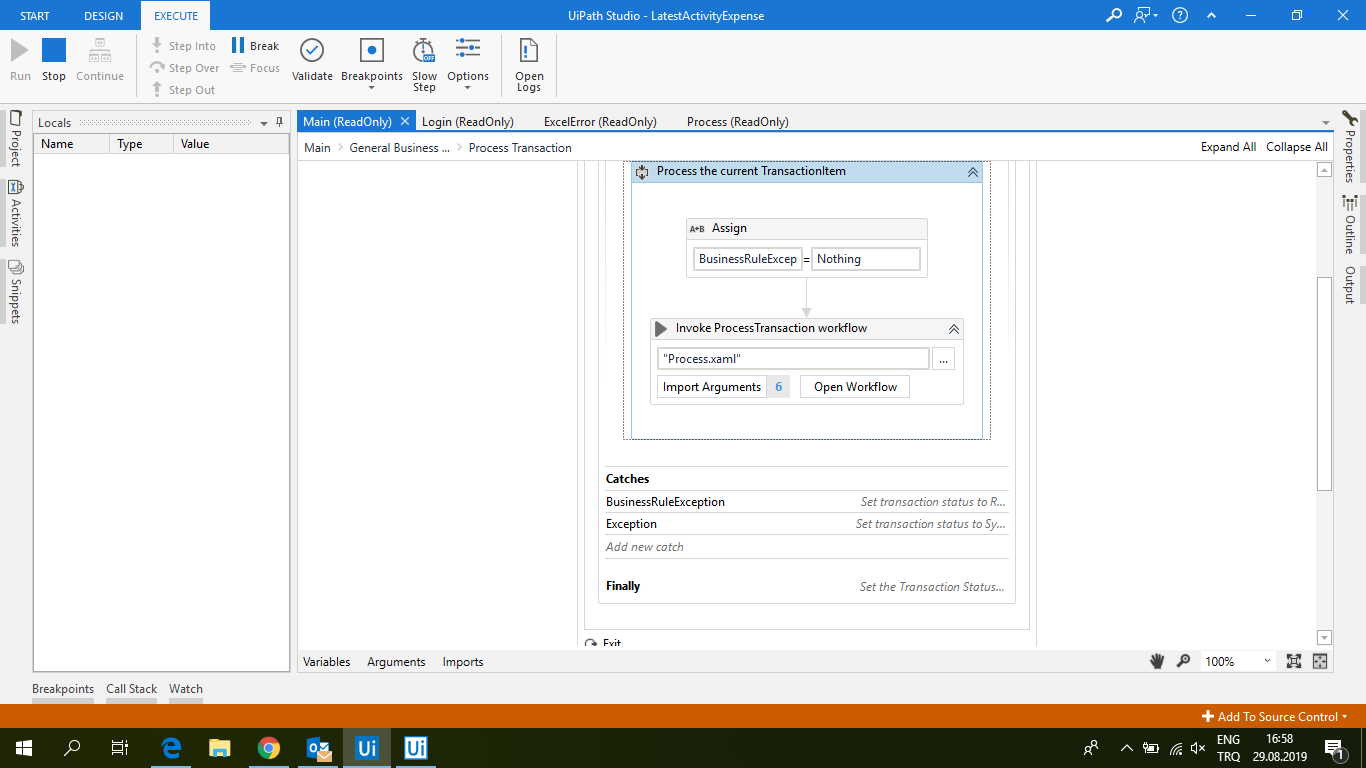 START DESIGN EXECUTE UiPath Studio - LatestActivityExpense
Run Stop Continue Step Into Step Over Step Out Break Focus Validate Breakpoints Slow Step OFF Options Open Logs
Locals
Name Type Value
Project
Activities
Snippets
Main (ReadOnly) Login (ReadOnly) ExcelError (ReadOnly) Process (ReadOnly)
Main General Business ... Process Transaction Expand All Collapse All
Process the current TransactionItem
A+B Assign
BusinessRuleExcep = Nothing
Invoke ProcessTransaction workflow
"Process.xaml" ...
Import Arguments 6 Open Workflow
Catches
BusinessRuleException Set transaction status to R...
Exception Set transaction status to Sy...
Add new catch
Finally Set the Transaction Status...
Exit
Properties
Outline
Output
Variables Arguments Imports 100%
Breakpoints Call Stack Watch
Add To Source Control
Ui Ui
ENG 16:58
TRQ 29.08.2019 1